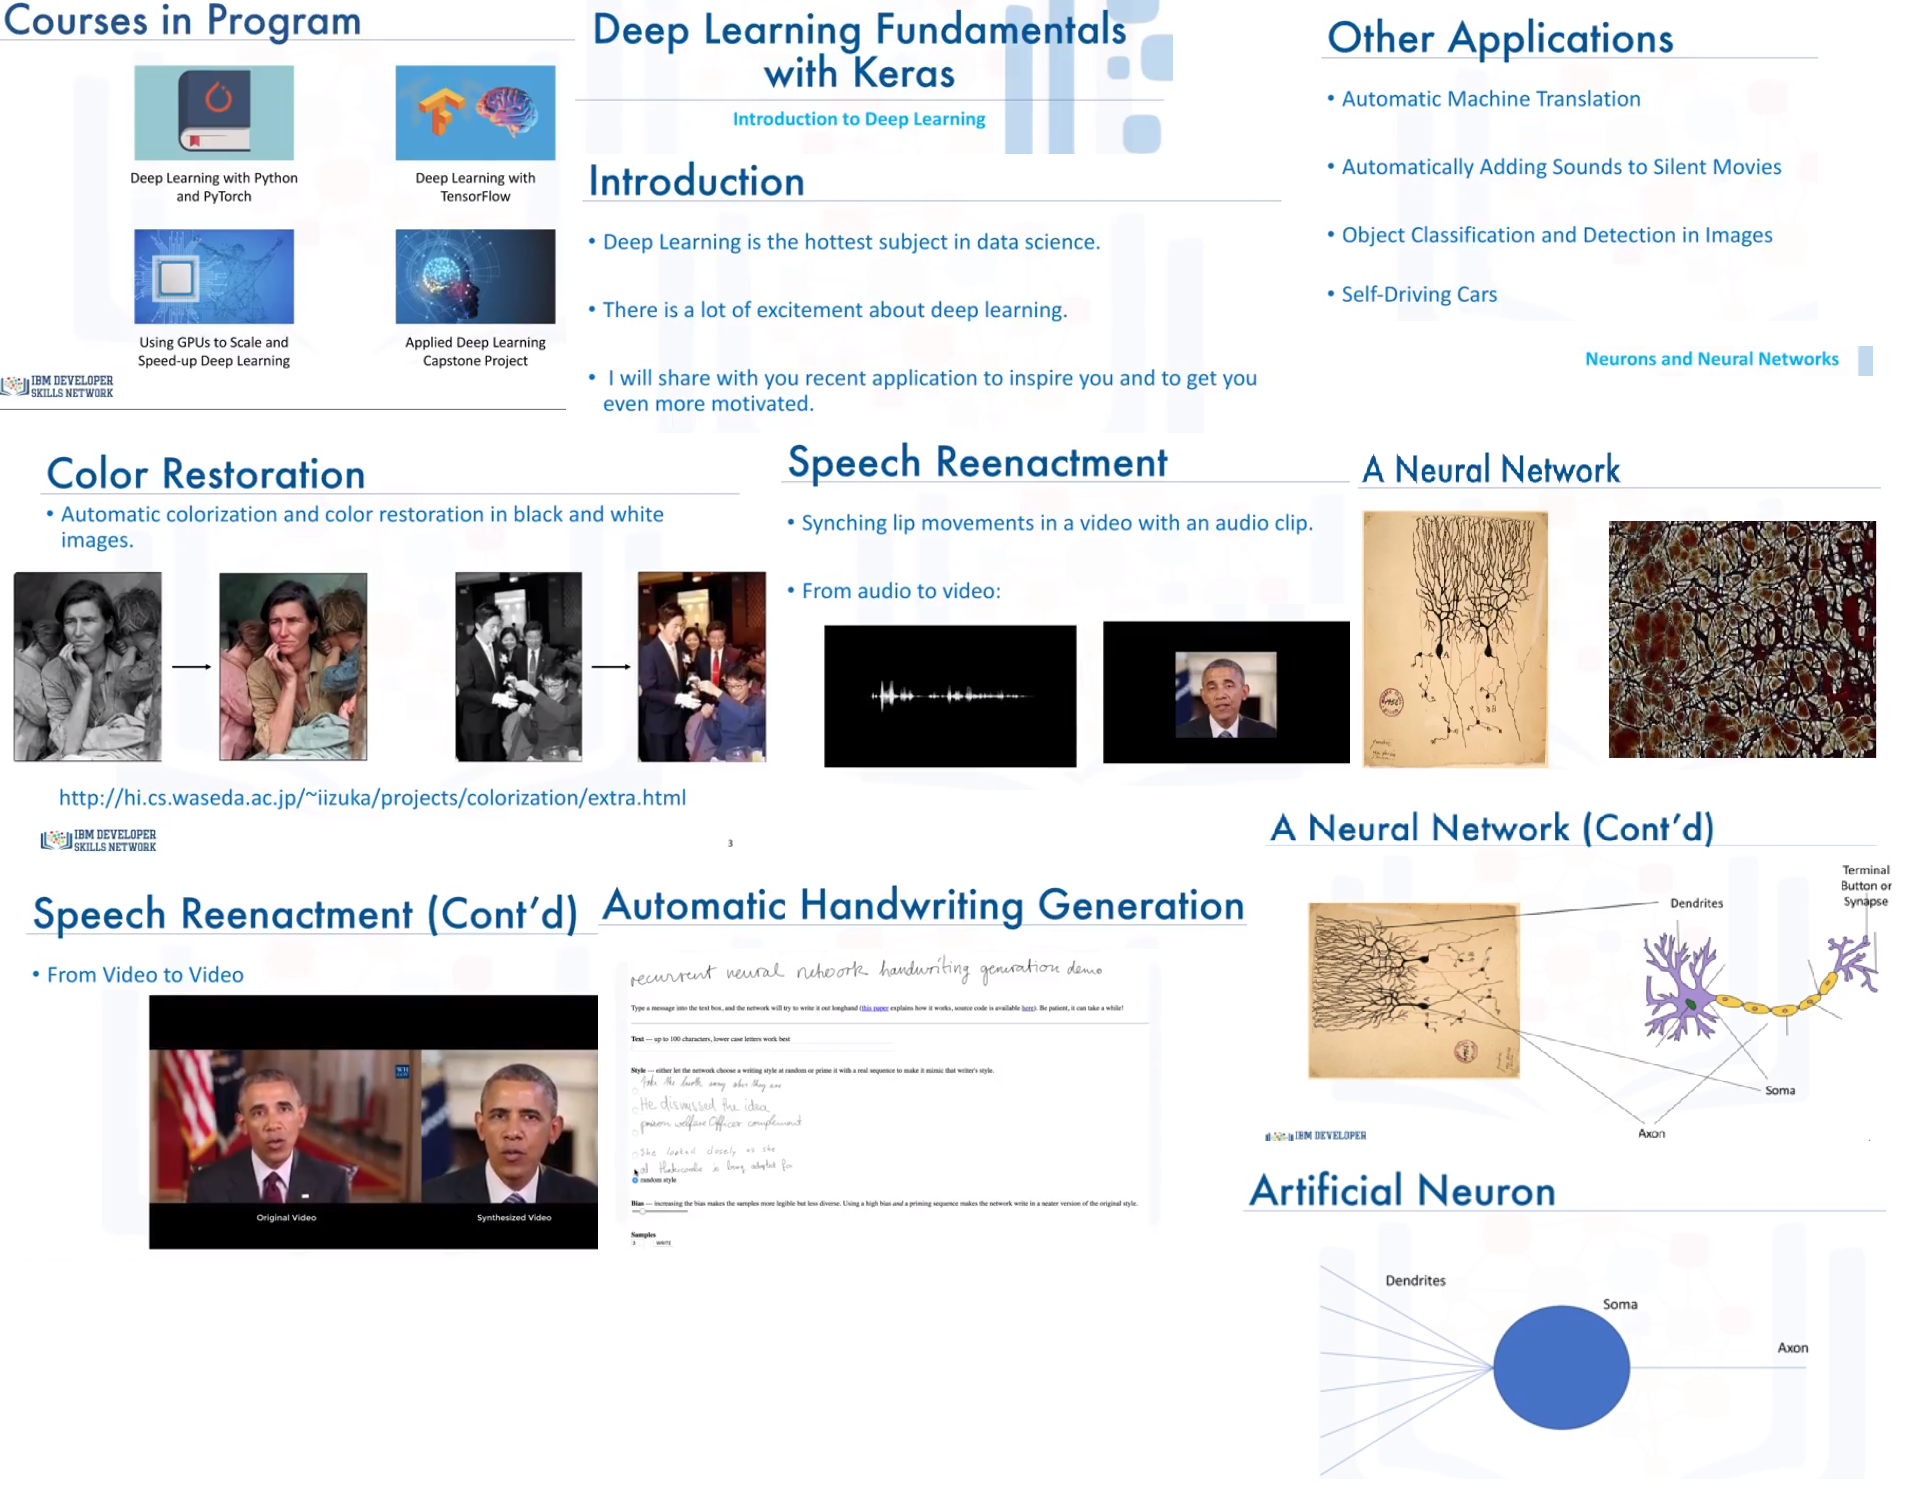 Courses in Program
Deep Learning with Python
and PyTorch
Deep Learning with
TensorFlow
Using GPUs to Scale and
Speed-up Deep Learning
Applied Deep Learning
Capstone Project
IBM DEVELOPER
SKILLS NETWORK
Deep Learning Fundamentals
with Keras
Introduction to Deep Learning
Introduction
• Deep Learning is the hottest subject in data science.
• There is a lot of excitement about deep learning.
• I will share with you recent application to inspire you and to get you
even more motivated.
Other Applications
• Automatic Machine Translation
• Automatically Adding Sounds to Silent Movies
• Object Classification and Detection in Images
• Self-Driving Cars
Neurons and Neural Networks
Color Restoration
• Automatic colorization and color restoration in black and white
images.
http://hi.cs.waseda.ac.jp/~iizuka/projects/colorization/extra.html
IBM DEVELOPER
SKILLS NETWORK
3
Speech Reenactment
• Synching lip movements in a video with an audio clip.
• From audio to video:
A Neural Network
Speech Reenactment (Cont'd)
• From Video to Video
WH
.GOV
Original Video
Synthesized Video
Automatic Handwriting Generation
recurrent neural network handwriting generation demo
Type a message into the text box, and the network will try to write it out longhand (this paper explains how it works, source code is available here). Be patient, it can take a while!
Text — up to 100 characters, lower case letters work best
Style — either let the network choose a writing style at random or prime it with a real sequence to make it mimic that writer's style.
He dismissed the idea
prison welfare Officer complement
She looked closely as she
random style
Bias — increasing the bias makes the samples more legible but less diverse. Using a high bias and a priming sequence makes the network write in a neater version of the original style.
Samples
3 WRITE
A Neural Network (Cont'd)
Dendrites
Terminal
Button or
Synapse
Soma
Axon
IBM DEVELOPER
Artificial Neuron
Dendrites
Soma
Axon